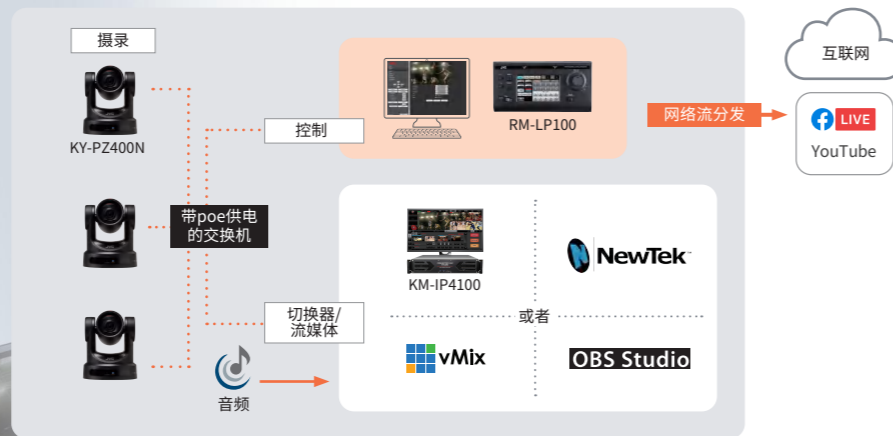 摄录
KY-PZ400N
带poe供电
的交换机
控制
RM-LP100
网络流分发
互联网
LIVE
YouTube
切换器/
流媒体
KM-IP4100
NewTek™
或者
vMix
OBS Studio
音频